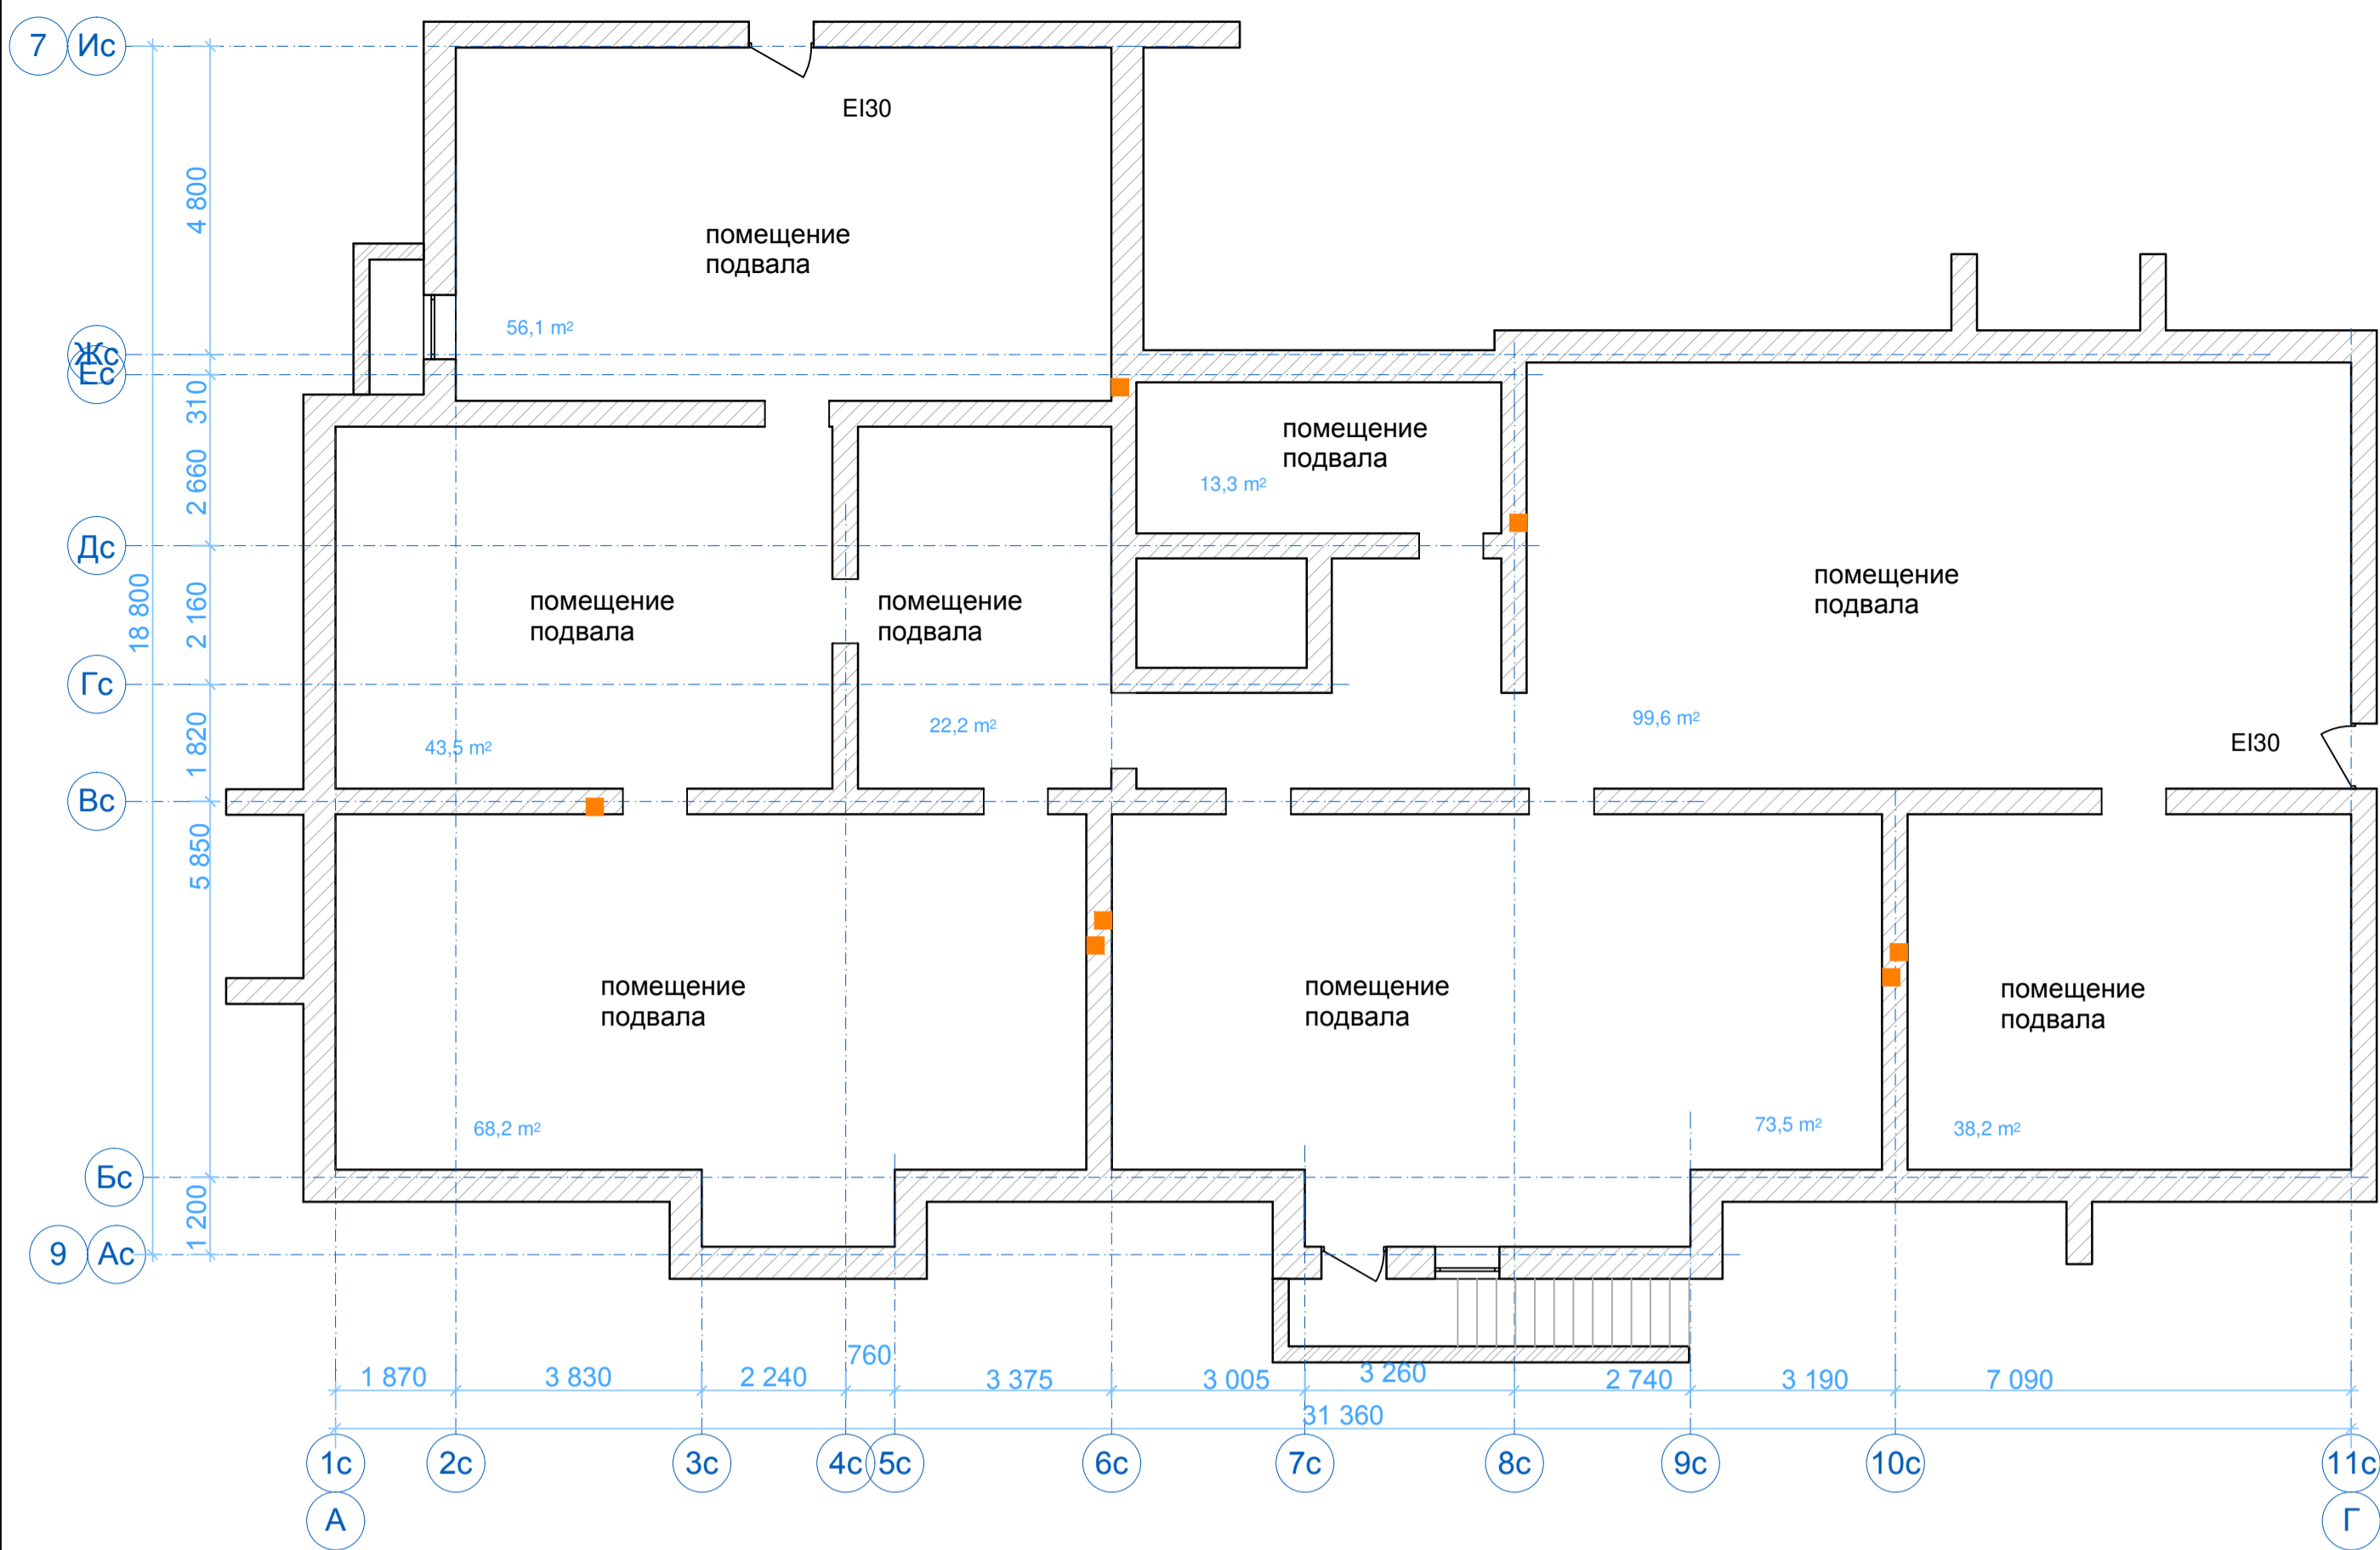 7 Ис
EI30
4 800
помещение
подвала
56,1 m²
Жс
Ес
310
помещение
подвала
13,3 m²
2 660
Дс
18 800
2 160
помещение
подвала
помещение
подвала
помещение
подвала
Гс
43,5 m²
22,2 m²
99,6 m²
EI30
1 820
Вс
5 850
помещение
подвала
помещение
подвала
помещение
подвала
68,2 m²
73,5 m²
38,2 m²
Бс
1 200
9 Ас
1 870 3 830 2 240 760 3 375 3 005 3 260 2 740 3 190 7 090
31 360
1с 2с 3с 4с 5с 6с 7с 8с 9с 10с 11с
А Г